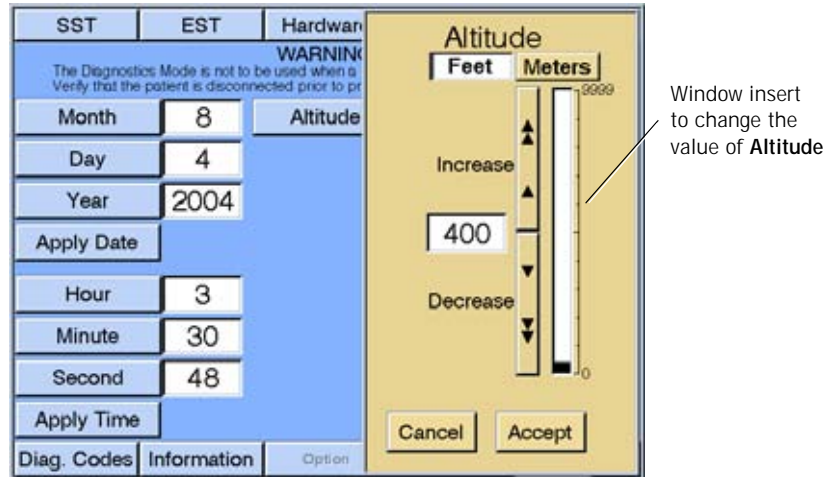 SST
EST
Hardwar
WARNIN
The Diagnostics Mode is not to be used when a
Verify that the patient is disconnected prior to pr
Month
8
Altitude
Day
4
Year
2004
Apply Date
Hour
3
Minute
30
Second
48
Apply Time
Diag. Codes
Information
Option
Altitude
Feet
Meters
9999
Increase
400
Decrease
0
Cancel
Accept
Window insert
to change the
value of Altitude